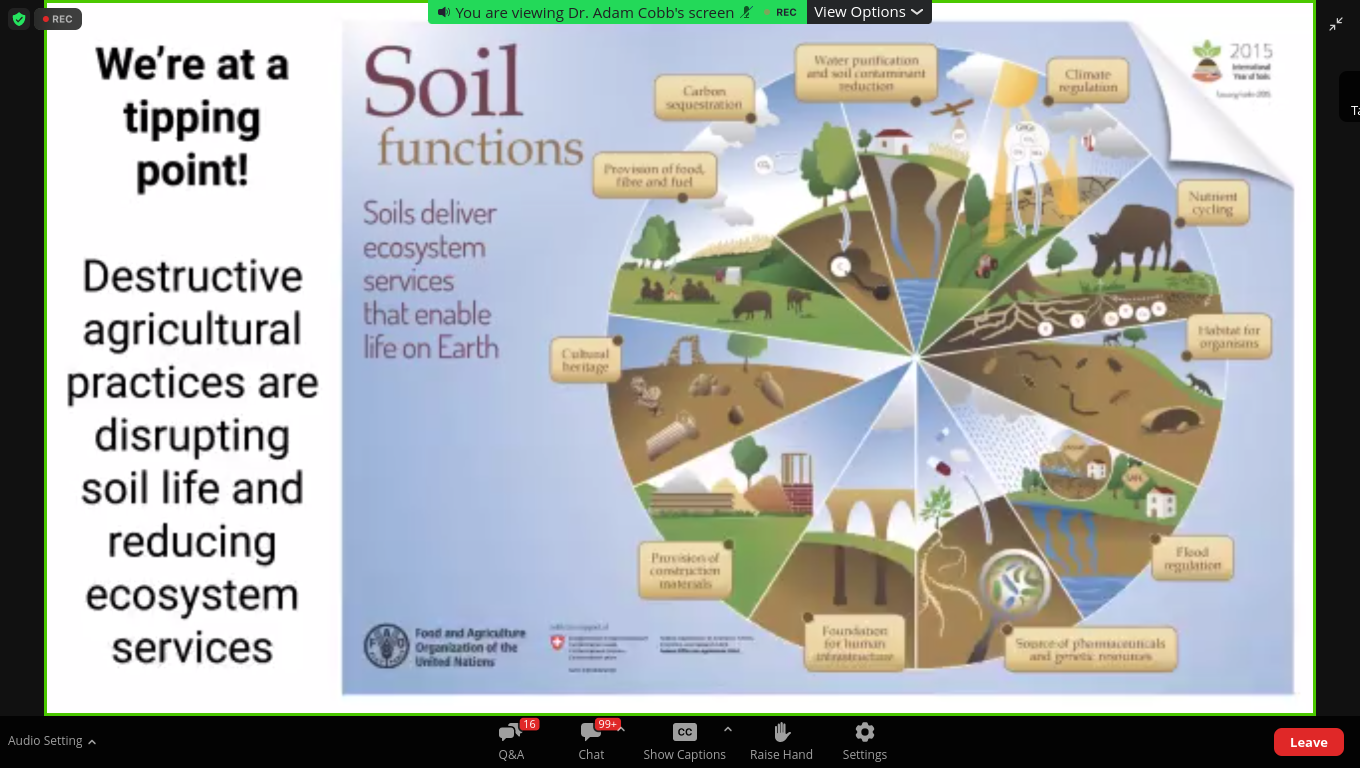 REC
You are viewing Dr. Adam Cobb's screen
REC
View Options
We're at a
tipping
point!
Destructive
agricultural
practices are
disrupting
soil life and
reducing
ecosystem
services
Soil
functions
Soils deliver
ecosystem
services
that enable
life on Earth
2015
International
Year of Soils
Carbon
sequestration
Water purification
and soil contaminant
reduction
Climate
regulation
Provision of food,
fibre and fuel
Nutrient
cycling
Cultural
heritage
Habitat for
organisms
Provision of
construction
materials
Flood
regulation
Foundation
for human
infrastructure
Source of pharmaceuticals
and genetic resources
Food and Agriculture
Organization of the
United Nations
Ta
Audio Setting
16
Q&A
99+
Chat
CC
Show Captions
Raise Hand
Settings
Leave